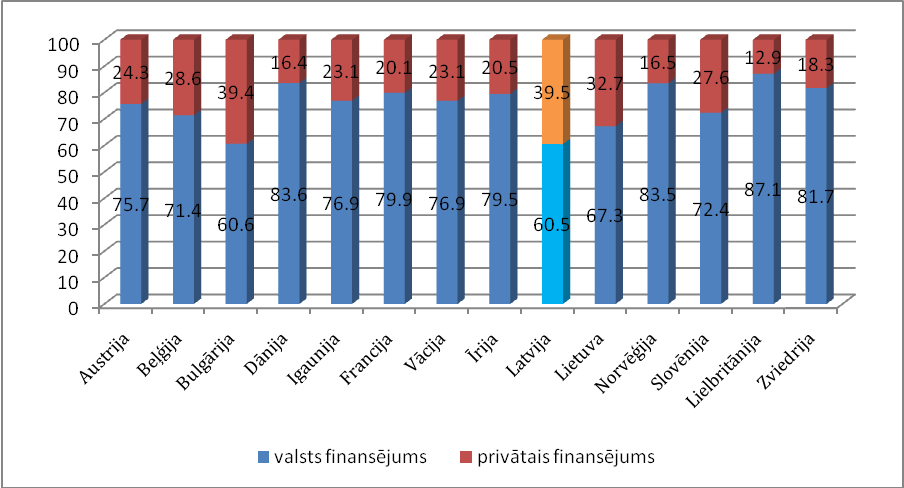 100
90
80
70
60
50
40
30
20
10
0
24.3 28.6 39.4 16.4 23.1 20.1 23.1 20.5 39.5 32.7 16.5 27.6 12.9 18.3
75.7 71.4 60.6 83.6 76.9 79.9 76.9 79.5 60.5 67.3 83.5 72.4 87.1 81.7
Austrija Beļģija Bulgārija Dānija Igaunija Francija Vācija Īrija Latvija Lietuva Norvēģija Slovēnija Lielbritānija Zviedrija
valsts finansējums privātais finansējums